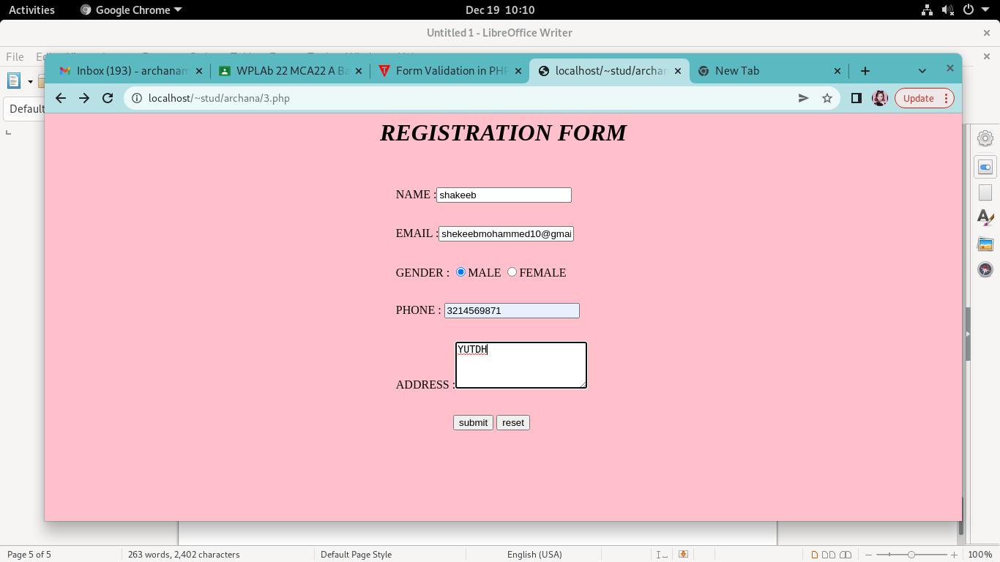 Activities Google Chrome Dec 19 10:10
Untitled 1 - LibreOffice Writer
File
Inbox (193) - archanam WPLAb 22 MCA22 A Ba Form Validation in PHP localhost/~stud/archan New Tab
Default localhost/~stud/archana/3.php Update
REGISTRATION FORM
NAME : shakeeb
EMAIL : shekeebmohammed10@gmai
GENDER : MALE FEMALE
PHONE : 3214569871
YUTDH
ADDRESS :
submit reset
Page 5 of 5 263 words, 2,402 characters Default Page Style English (USA) 100%